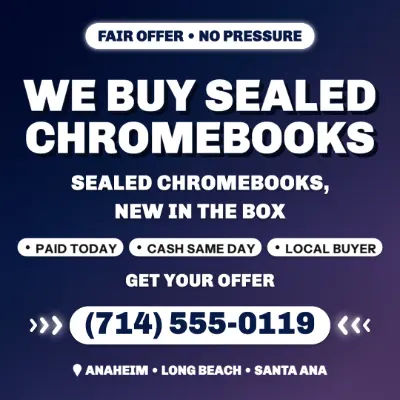 FAIR OFFER • NO PRESSURE
WE BUY SEALED
CHROMEBOOKS
SEALED CHROMEBOOKS,
NEW IN THE BOX
• PAID TODAY • CASH SAME DAY • LOCAL BUYER
GET YOUR OFFER
(714) 555-0119
ANAHEIM • LONG BEACH • SANTA ANA